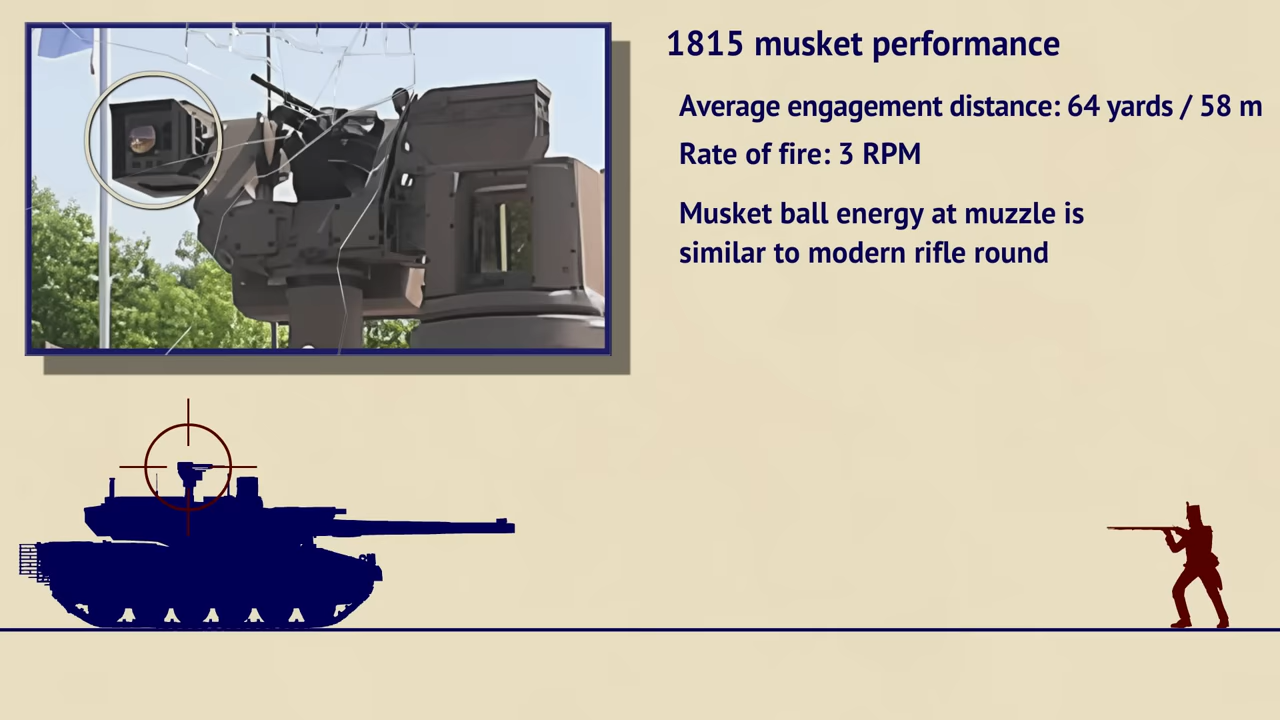 1815 musket performance
Average engagement distance: 64 yards / 58 m
Rate of fire: 3 RPM
Musket ball energy at muzzle is
similar to modern rifle round